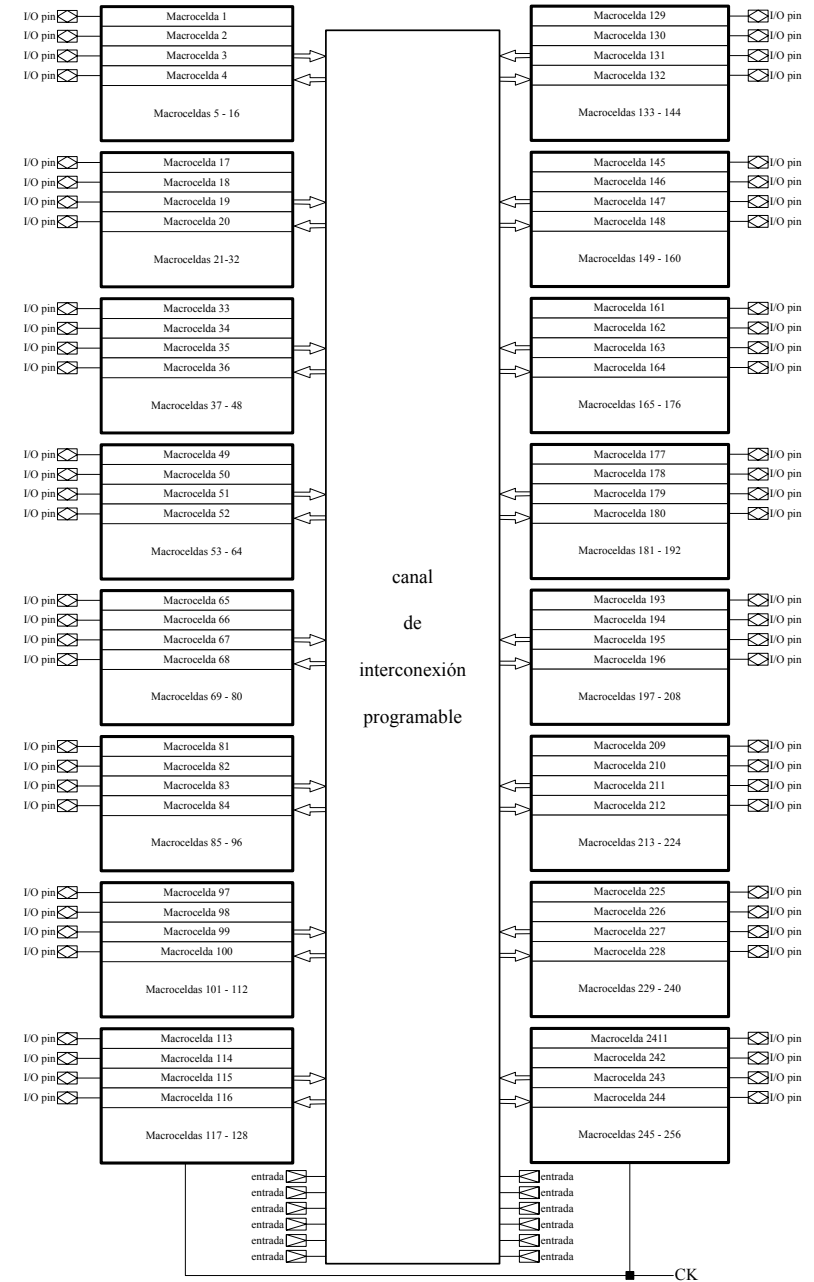 I/O pin Macrocelda 1 Macrocelda 129 I/O pin
I/O pin Macrocelda 2 Macrocelda 130 I/O pin
I/O pin Macrocelda 3 Macrocelda 131 I/O pin
I/O pin Macrocelda 4 Macrocelda 132 I/O pin
Macroceldas 5 - 16 Macroceldas 133 - 144
I/O pin Macrocelda 17 Macrocelda 145 I/O pin
I/O pin Macrocelda 18 Macrocelda 146 I/O pin
I/O pin Macrocelda 19 Macrocelda 147 I/O pin
I/O pin Macrocelda 20 Macrocelda 148 I/O pin
Macroceldas 21-32 Macroceldas 149 - 160
I/O pin Macrocelda 33 Macrocelda 161 I/O pin
I/O pin Macrocelda 34 Macrocelda 162 I/O pin
I/O pin Macrocelda 35 Macrocelda 163 I/O pin
I/O pin Macrocelda 36 Macrocelda 164 I/O pin
Macroceldas 37 - 48 Macroceldas 165 - 176
I/O pin Macrocelda 49 Macrocelda 177 I/O pin
I/O pin Macrocelda 50 Macrocelda 178 I/O pin
I/O pin Macrocelda 51 Macrocelda 179 I/O pin
I/O pin Macrocelda 52 Macrocelda 180 I/O pin
Macroceldas 53 - 64 Macroceldas 181 - 192
canal
de
interconexión
programable
I/O pin Macrocelda 65 Macrocelda 193 I/O pin
I/O pin Macrocelda 66 Macrocelda 194 I/O pin
I/O pin Macrocelda 67 Macrocelda 195 I/O pin
I/O pin Macrocelda 68 Macrocelda 196 I/O pin
Macroceldas 69 - 80 Macroceldas 197 - 208
I/O pin Macrocelda 81 Macrocelda 209 I/O pin
I/O pin Macrocelda 82 Macrocelda 210 I/O pin
I/O pin Macrocelda 83 Macrocelda 211 I/O pin
I/O pin Macrocelda 84 Macrocelda 212 I/O pin
Macroceldas 85 - 96 Macroceldas 213 - 224
I/O pin Macrocelda 97 Macrocelda 225 I/O pin
I/O pin Macrocelda 98 Macrocelda 226 I/O pin
I/O pin Macrocelda 99 Macrocelda 227 I/O pin
I/O pin Macrocelda 100 Macrocelda 228 I/O pin
Macroceldas 101 - 112 Macroceldas 229 - 240
I/O pin Macrocelda 113 Macrocelda 2411 I/O pin
I/O pin Macrocelda 114 Macrocelda 242 I/O pin
I/O pin Macrocelda 115 Macrocelda 243 I/O pin
I/O pin Macrocelda 116 Macrocelda 244 I/O pin
Macroceldas 117 - 128 Macroceldas 245 - 256
entrada entrada
entrada entrada
entrada entrada
entrada entrada
entrada entrada
entrada entrada
CK